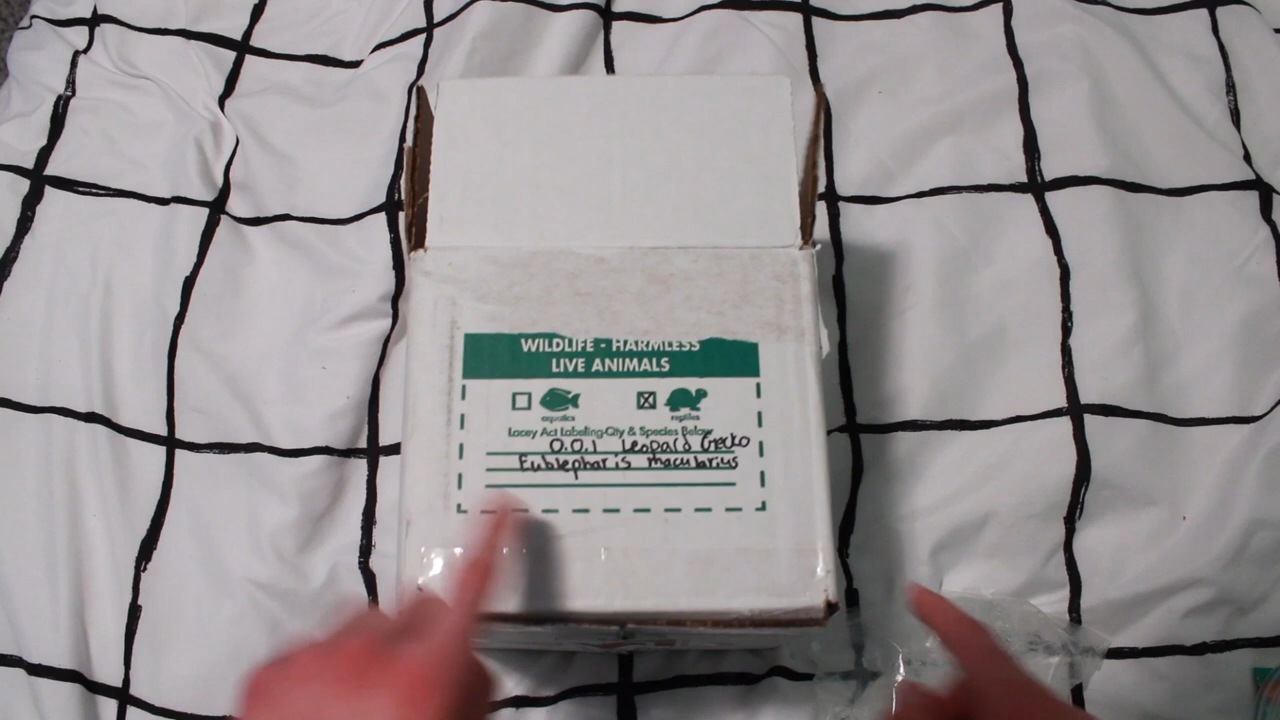 WILDLIFE - HARMLESS
LIVE ANIMALS
aquatics reptiles
Lacey Act Labeling-Qty & Species Below
0.0.1 Leopard Gecko
Eublepharis macularius